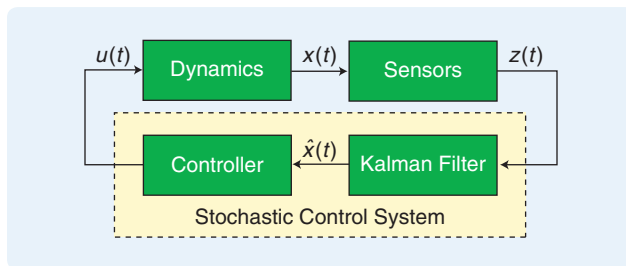 u(t)
Dynamics
x(t)
Sensors
z(t)
Controller
x̂(t)
Kalman Filter
Stochastic Control System